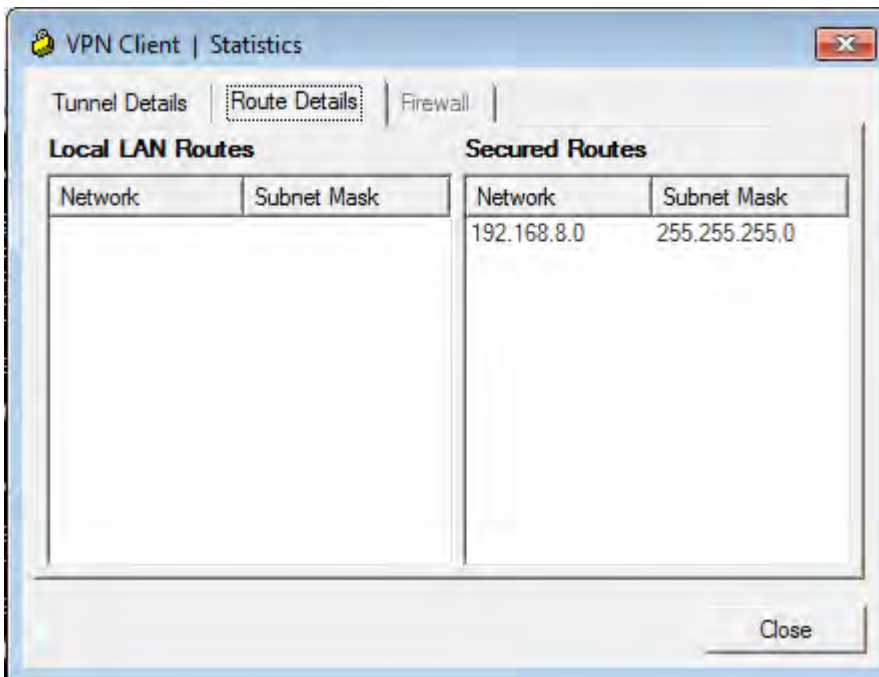 VPN Client | Statistics
Tunnel Details Route Details Firewall
Local LAN Routes Secured Routes
Network Subnet Mask Network Subnet Mask
192.168.8.0 255.255.255.0
Close